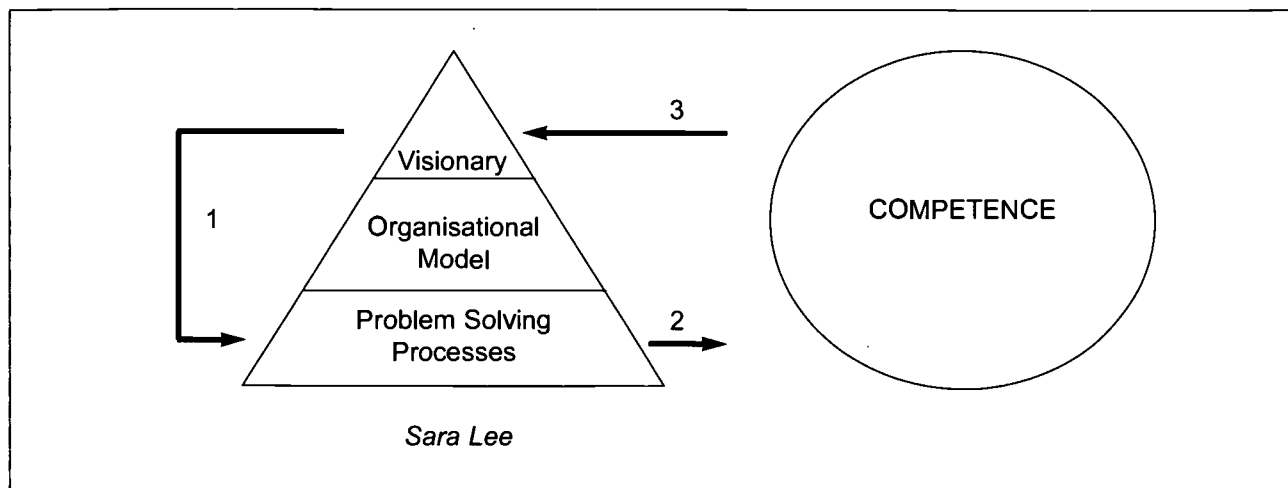 3
Visionary
1
COMPETENCE
Organisational
Model
Problem Solving
Processes
2
Sara Lee